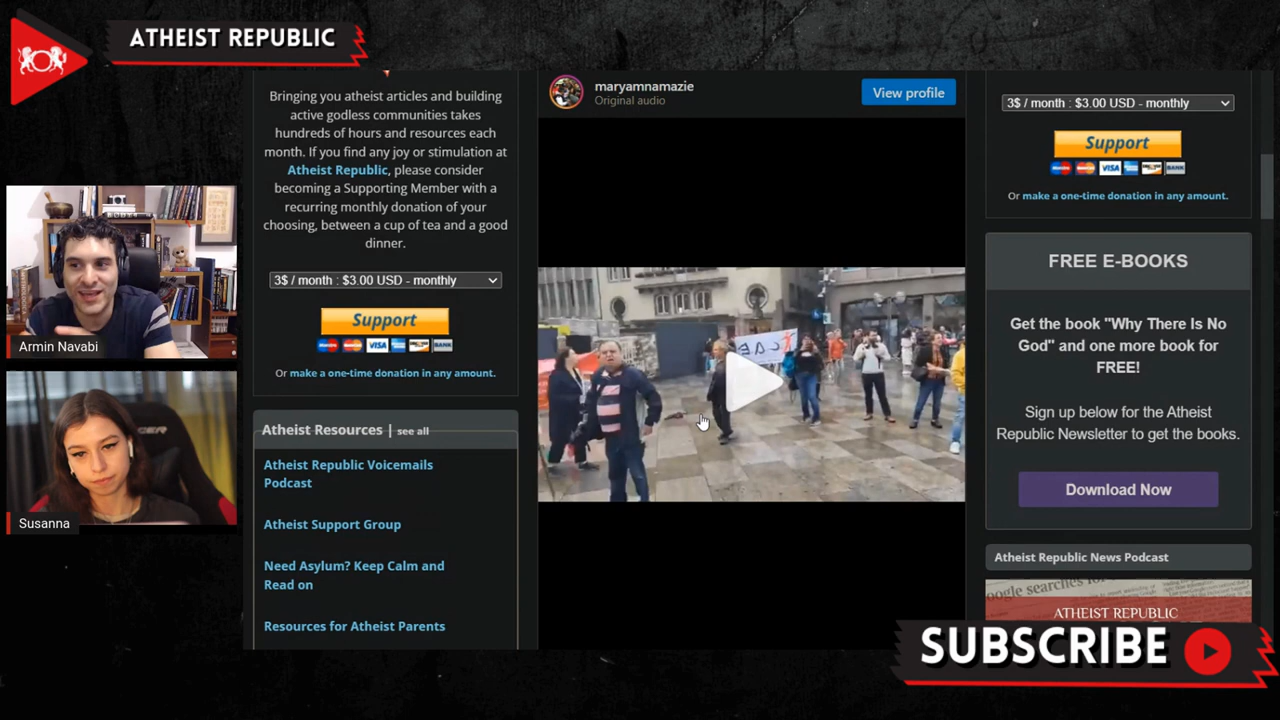 ATHEIST REPUBLIC
Bringing you atheist articles and building
active godless communities takes
hundreds of hours and resources each
month. If you find any joy or stimulation at
Atheist Republic, please consider
becoming a Supporting Member with a
recurring monthly donation of your
choosing, between a cup of tea and a good
dinner.
3$ / month : $3.00 USD - monthly
Support
VISA
BANK
Or make a one-time donation in any amount.
Atheist Resources | see all
Atheist Republic Voicemails
Podcast
Atheist Support Group
Need Asylum? Keep Calm and
Read on
Resources for Atheist Parents
maryamnamazie
Original audio
View profile
3$ / month : $3.00 USD - monthly
Support
VISA
BANK
Or make a one-time donation in any amount.
FREE E-BOOKS
Get the book "Why There Is No
God" and one more book for
FREE!
Sign up below for the Atheist
Republic Newsletter to get the books.
Download Now
Atheist Republic News Podcast
ogle searches for
ATHEIST REPUBLIC
Armin Navabi
Susanna
SUBSCRIBE